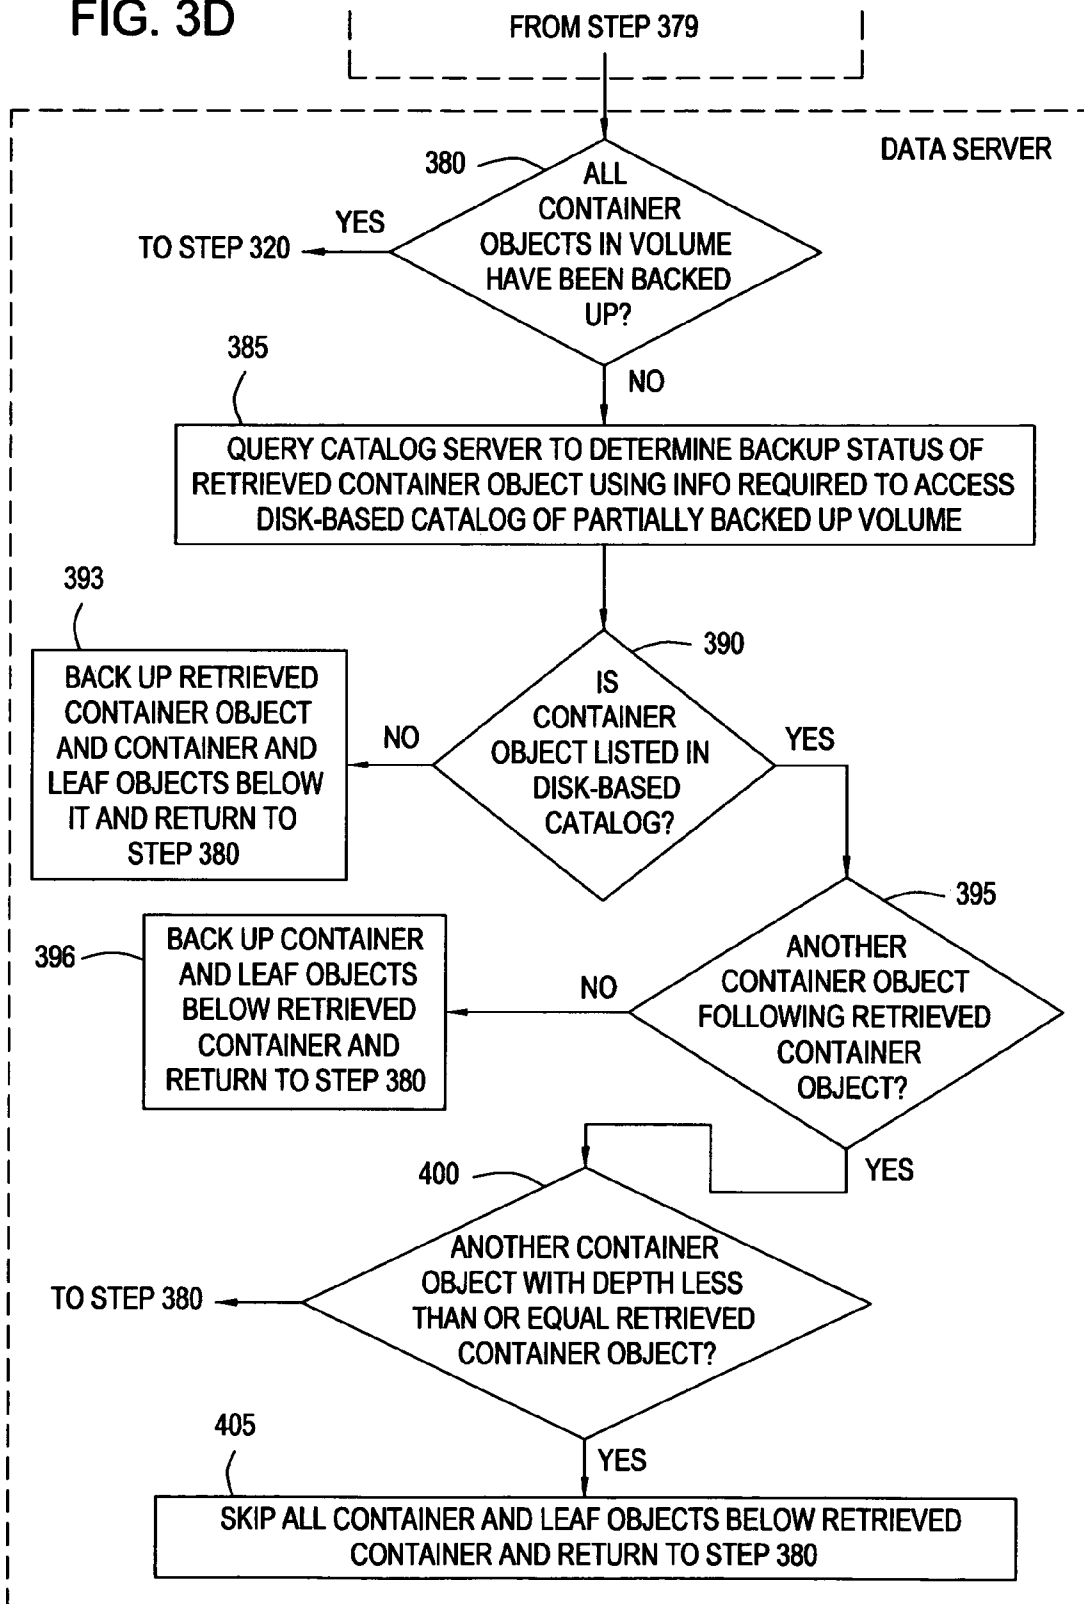 FIG. 3D
FROM STEP 379
DATA SERVER
380
ALL
CONTAINER
OBJECTS IN VOLUME
HAVE BEEN BACKED
UP?
YES
TO STEP 320
NO
385
QUERY CATALOG SERVER TO DETERMINE BACKUP STATUS OF
RETRIEVED CONTAINER OBJECT USING INFO REQUIRED TO ACCESS
DISK-BASED CATALOG OF PARTIALLY BACKED UP VOLUME
390
IS
CONTAINER
OBJECT LISTED IN
DISK-BASED
CATALOG?
NO
YES
393
BACK UP RETRIEVED
CONTAINER OBJECT
AND CONTAINER AND
LEAF OBJECTS BELOW
IT AND RETURN TO
STEP 380
395
ANOTHER
CONTAINER OBJECT
FOLLOWING RETRIEVED
CONTAINER
OBJECT?
NO
396
BACK UP CONTAINER
AND LEAF OBJECTS
BELOW RETRIEVED
CONTAINER AND
RETURN TO STEP 380
YES
400
ANOTHER CONTAINER
OBJECT WITH DEPTH LESS
THAN OR EQUAL RETRIEVED
CONTAINER OBJECT?
TO STEP 380
YES
405
SKIP ALL CONTAINER AND LEAF OBJECTS BELOW RETRIEVED
CONTAINER AND RETURN TO STEP 380